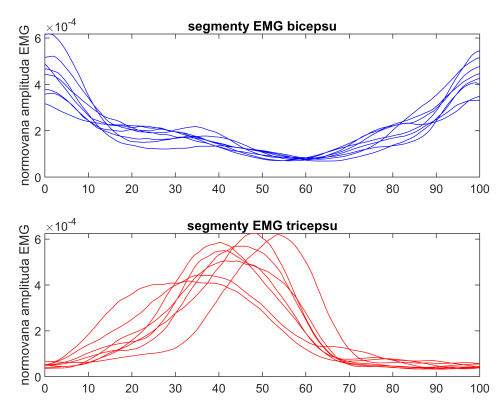 segmenty EMG bicepsu
×10⁻⁴
normovana amplituda EMG
6
4
2
0
0 10 20 30 40 50 60 70 80 90 100
segmenty EMG tricepsu
×10⁻⁴
normovana amplituda EMG
6
4
2
0
0 10 20 30 40 50 60 70 80 90 100